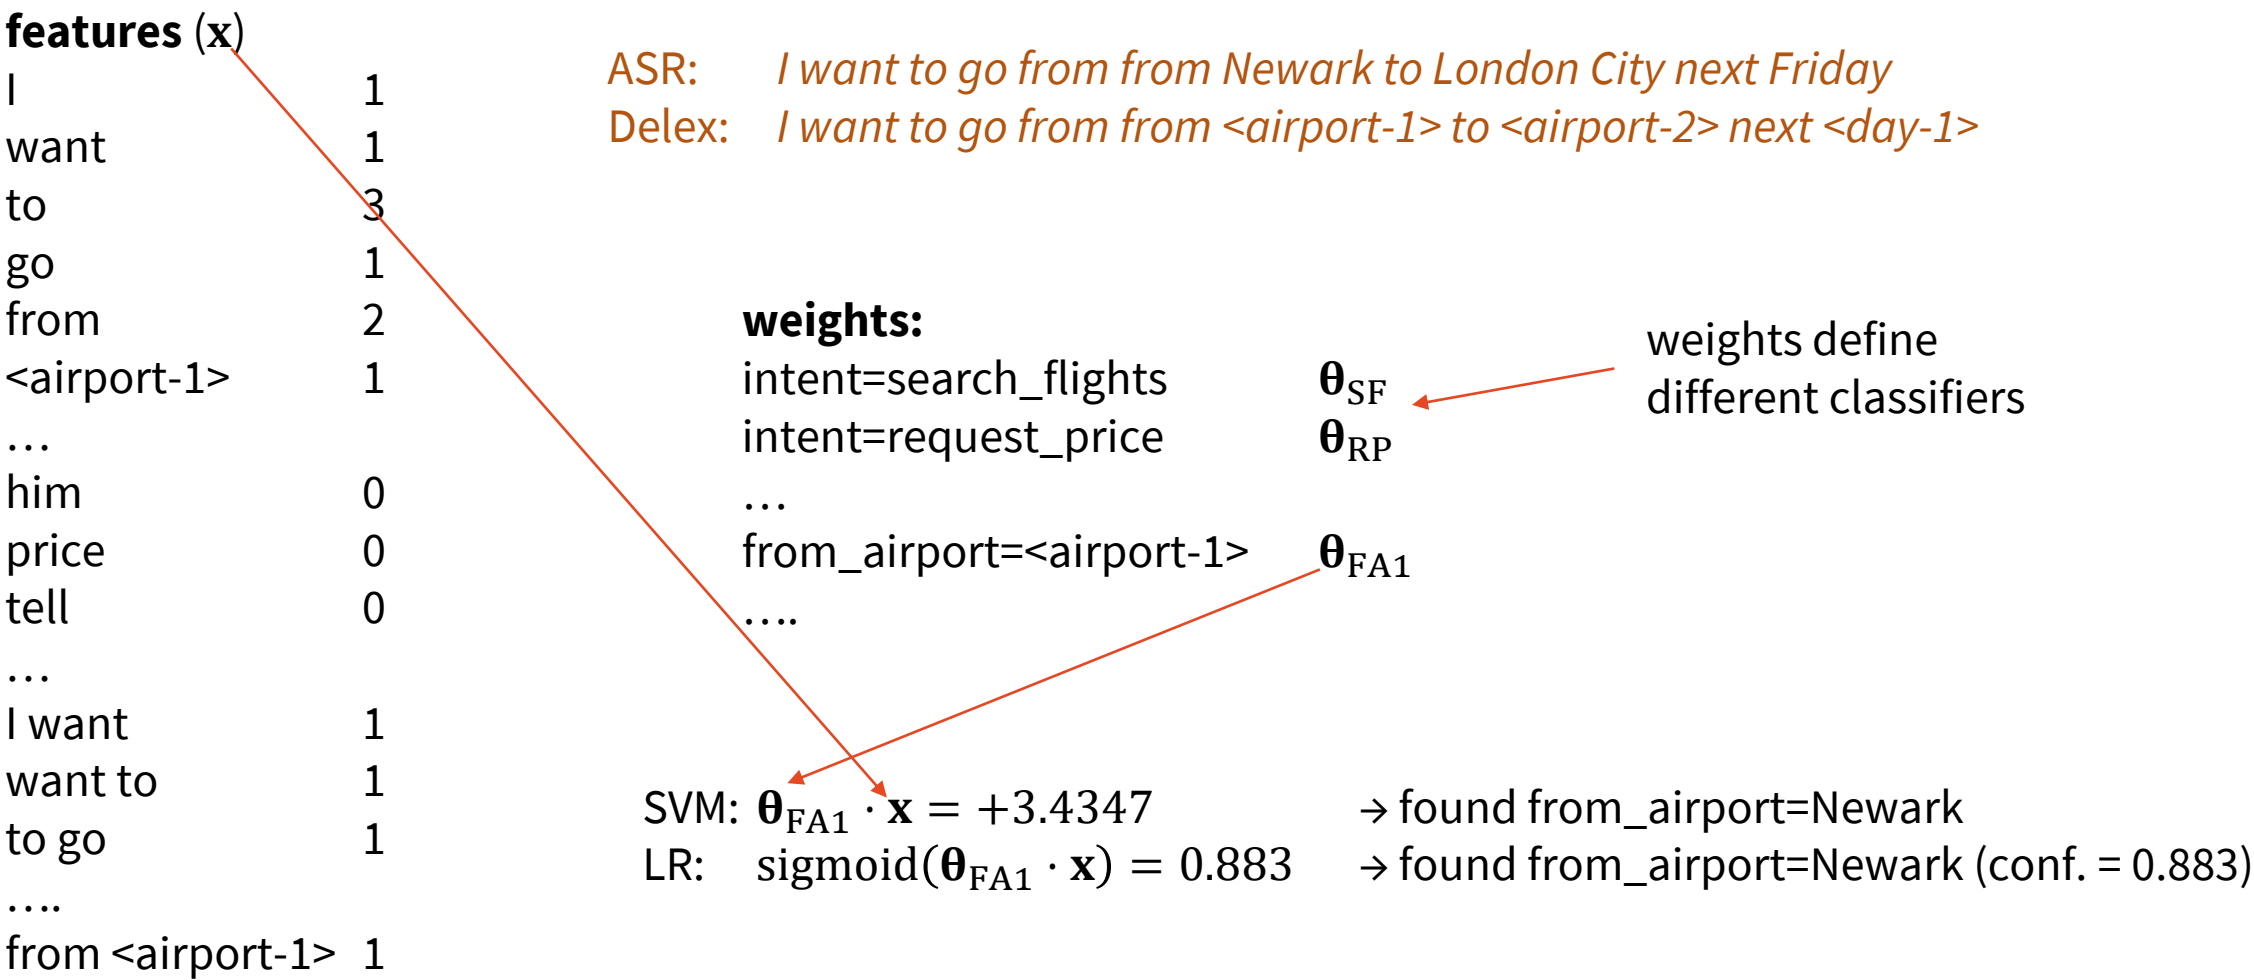 features (x)
I 1
want 1
to 3
go 1
from 2
<airport-1> 1
…
him 0
price 0
tell 0
…
I want 1
want to 1
to go 1
….
from <airport-1> 1
ASR: I want to go from from Newark to London City next Friday
Delex: I want to go from from <airport-1> to <airport-2> next <day-1>
weights:
intent=search_flights θSF
intent=request_price θRP
…
from_airport=<airport-1> θFA1
….
weights define
different classifiers
SVM: θFA1 · x = +3.4347 → found from_airport=Newark
LR: sigmoid(θFA1 · x) = 0.883 → found from_airport=Newark (conf. = 0.883)